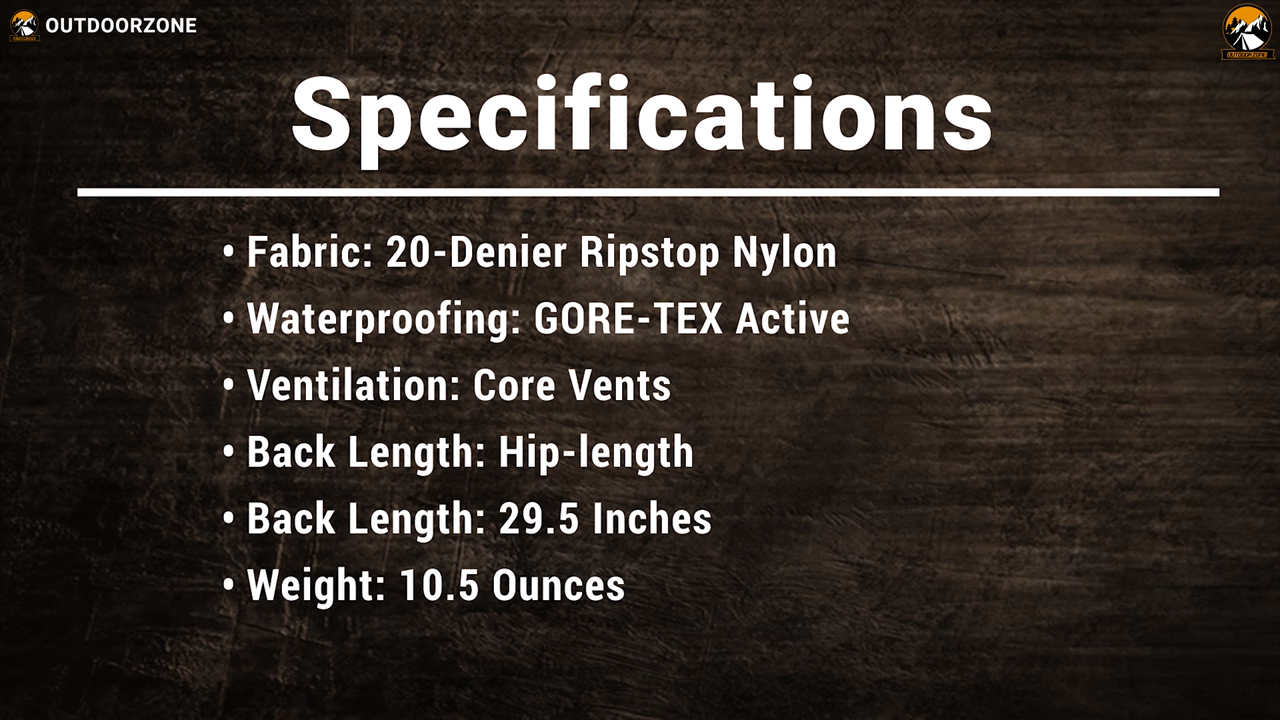 OUTDOORZONE
OUTDOORZONE
Specifications
• Fabric: 20-Denier Ripstop Nylon
• Waterproofing: GORE-TEX Active
• Ventilation: Core Vents
• Back Length: Hip-length
• Back Length: 29.5 Inches
• Weight: 10.5 Ounces